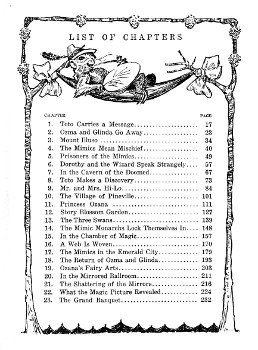 LIST OF CHAPTERS
CHAPTER PAGE
1. Toto Carries a Message 17
2. Ozma and Glinda Go Away 23
3. Mount Illuso 34
4. The Mimics Mean Mischief 40
5. Prisoners of the Mimics 49
6. Dorothy and the Wizard Speak Strangely 57
7. In the Cavern of the Doomed 67
8. Toto Makes a Discovery 73
9. Mr. and Mrs. Hi-Lo 84
10. The Village of Pineville 101
11. Princess Ozana 111
12. Story Blossom Garden 127
13. The Three Swans 139
14. The Mimic Monarchs Lock Themselves In 148
15. In the Chamber of Magic 157
16. A Web Is Woven 170
17. The Mimics in the Emerald City 179
18. The Return of Ozma and Glinda 193
19. Ozana's Fairy Arts 203
20. In the Mirrored Ballroom 211
21. The Shattering of the Mirrors 216
22. What the Magic Picture Revealed 224
23. The Grand Banquet 232